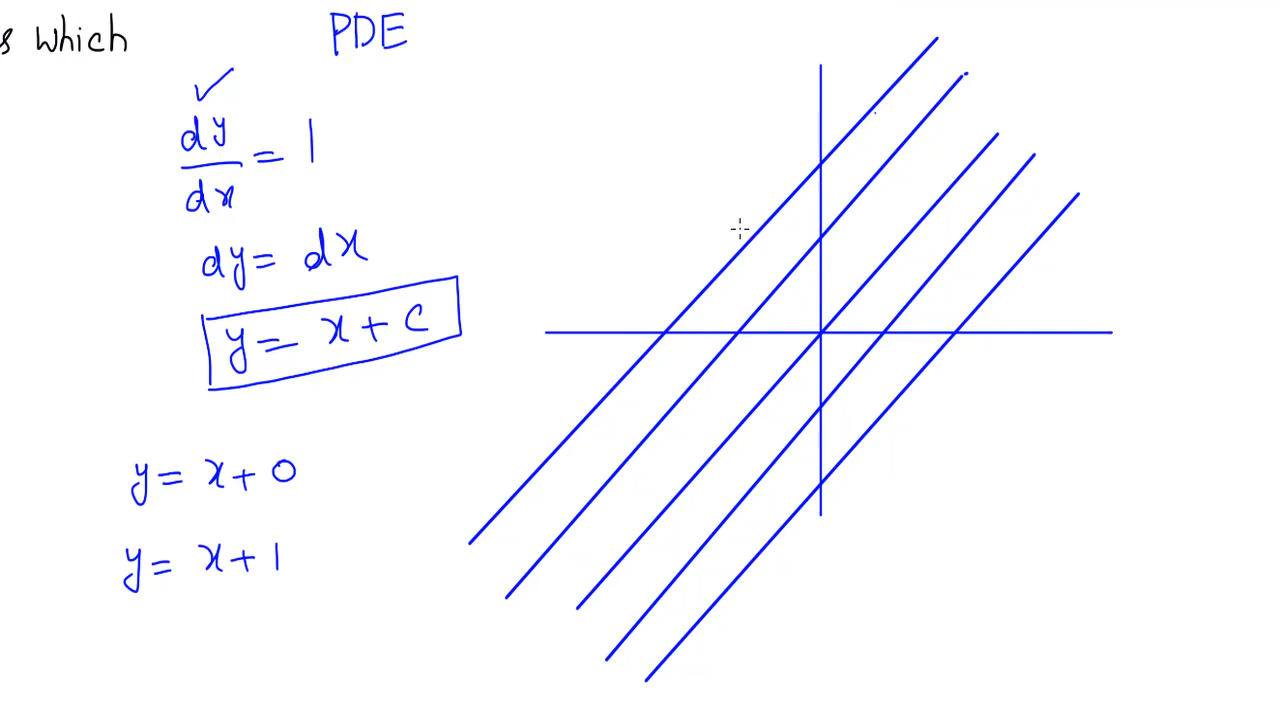 s which PDE
✓
dy/dx = 1
dy = dx
y = x + c
y = x + 0
y = x + 1